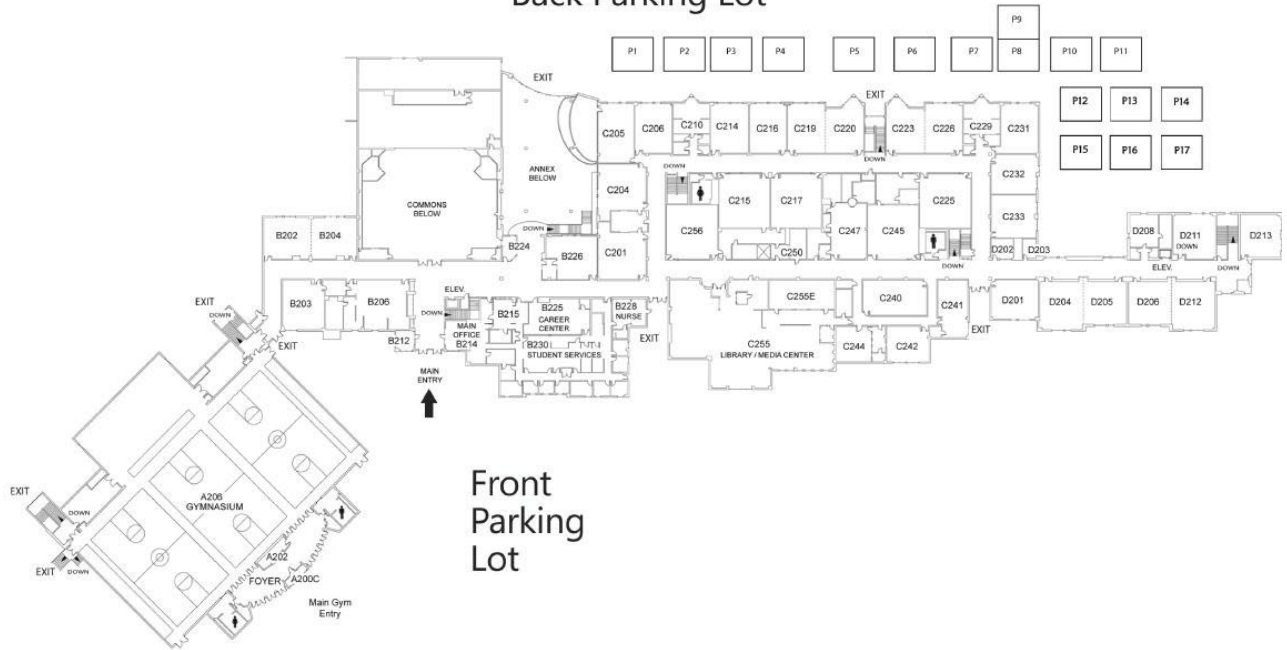 Back Parking Lot
P9
P1 P2 P3 P4 P5 P6 P7 P8 P10 P11
EXIT
EXIT
P12 P13 P14
C205 C206 C210 C214 C216 C219 C220 C223 C226 C229 C231
P15 P16 P17
DOWN
DOWN
ANNEX
BELOW
C204
C215 C217 C225
C232
COMMONS
BELOW
C233
B202 B204 B224
DOWN
B226 C201 C256 C250 C247 C245
DOWN
D202 D203
D208 D211
DOWN
D213
ELEV.
DOWN
B203 B206
ELEV.
DOWN
MAIN
OFFICE
B214
B215
B225
CAREER
CENTER
B228
NURSE
C255E C240 C241
D201 D204 D205 D206 D212
EXIT
DOWN
EXIT
B212
B230
STUDENT SERVICES
EXIT
C255
LIBRARY / MEDIA CENTER
C244 C242
EXIT
MAIN
ENTRY
A206
GYMNASIUM
EXIT
DOWN
EXIT
DOWN
A202
FOYER
A200C
Main Gym
Entry
Front
Parking
Lot